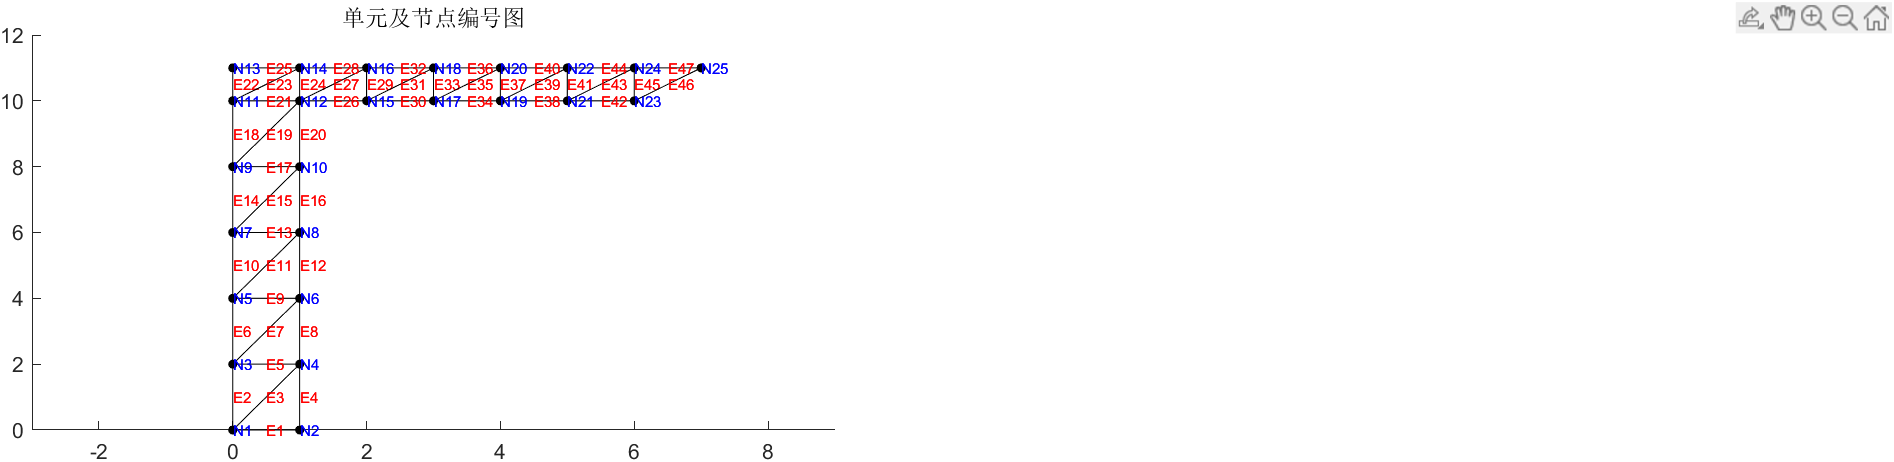 单元及节点编号图
12
N13 E25 N14 E28 N16 E32 N18 E36 N20 E40 N22 E44 N24 E47 N25
E22 E23 E24 E27 E29 E31 E33 E35 E37 E39 E41 E43 E45 E46
10 N11 E21 N12 E26 N15 E30 N17 E34 N19 E38 N21 E42 N23
E18 E19 E20
8 N9 E17 N10
E14 E15 E16
6 N7 E13 N8
E10 E11 E12
4 N5 E9 N6
E6 E7 E8
2 N3 E5 N4
E2 E3 E4
0 N1 E1 N2
-2 0 2 4 6 8